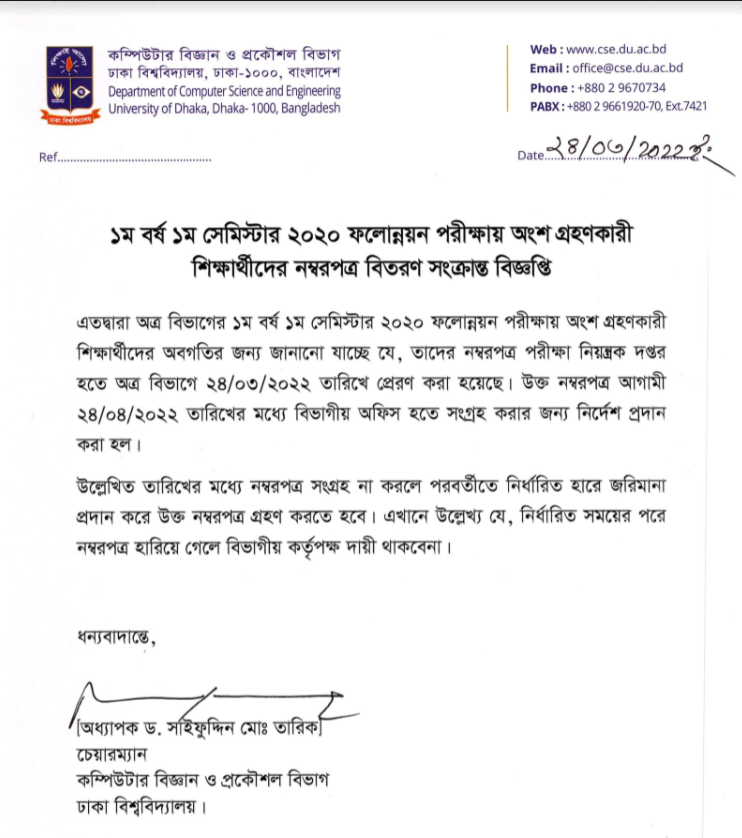 কম্পিউটার বিজ্ঞান ও প্রকৌশল বিভাগ
ঢাকা বিশ্ববিদ্যালয়, ঢাকা-১০০০, বাংলাদেশ
Department of Computer Science and Engineering
University of Dhaka, Dhaka- 1000, Bangladesh
ঢাকা বিশ্ববিদ্যালয়
Web : www.cse.du.ac.bd
Email : office@cse.du.ac.bd
Phone : +880 2 9670734
PABX : +880 2 9661920-70, Ext.7421
Ref................................................
Date ২৪/০৩/২০২২
১ম বর্ষ ১ম সেমিস্টার ২০২০ ফলোন্নয়ন পরীক্ষায় অংশ গ্রহণকারী
শিক্ষার্থীদের নম্বরপত্র বিতরণ সংক্রান্ত বিজ্ঞপ্তি
এতদ্বারা অত্র বিভাগের ১ম বর্ষ ১ম সেমিস্টার ২০২০ ফলোন্নয়ন পরীক্ষায় অংশ গ্রহণকারী
শিক্ষার্থীদের অবগতির জন্য জানানো যাচ্ছে যে, তাদের নম্বরপত্র পরীক্ষা নিয়ন্ত্রক দপ্তর
হতে অত্র বিভাগে ২৪/০৩/২০২২ তারিখে প্রেরণ করা হয়েছে। উক্ত নম্বরপত্র আগামী
২৪/০৪/২০২২ তারিখের মধ্যে বিভাগীয় অফিস হতে সংগ্রহ করার জন্য নির্দেশ প্রদান
করা হল।
উল্লেখিত তারিখের মধ্যে নম্বরপত্র সংগ্রহ না করলে পরবর্তীতে নির্ধারিত হারে জরিমানা
প্রদান করে উক্ত নম্বরপত্র গ্রহণ করতে হবে। এখানে উল্লেখ্য যে, নির্ধারিত সময়ের পরে
নম্বরপত্র হারিয়ে গেলে বিভাগীয় কর্তৃপক্ষ দায়ী থাকবেনা।
ধন্যবাদান্তে,
[অধ্যাপক ড. সাইফুদ্দিন মোঃ তারিক]
চেয়ারম্যান
কম্পিউটার বিজ্ঞান ও প্রকৌশল বিভাগ
ঢাকা বিশ্ববিদ্যালয়।